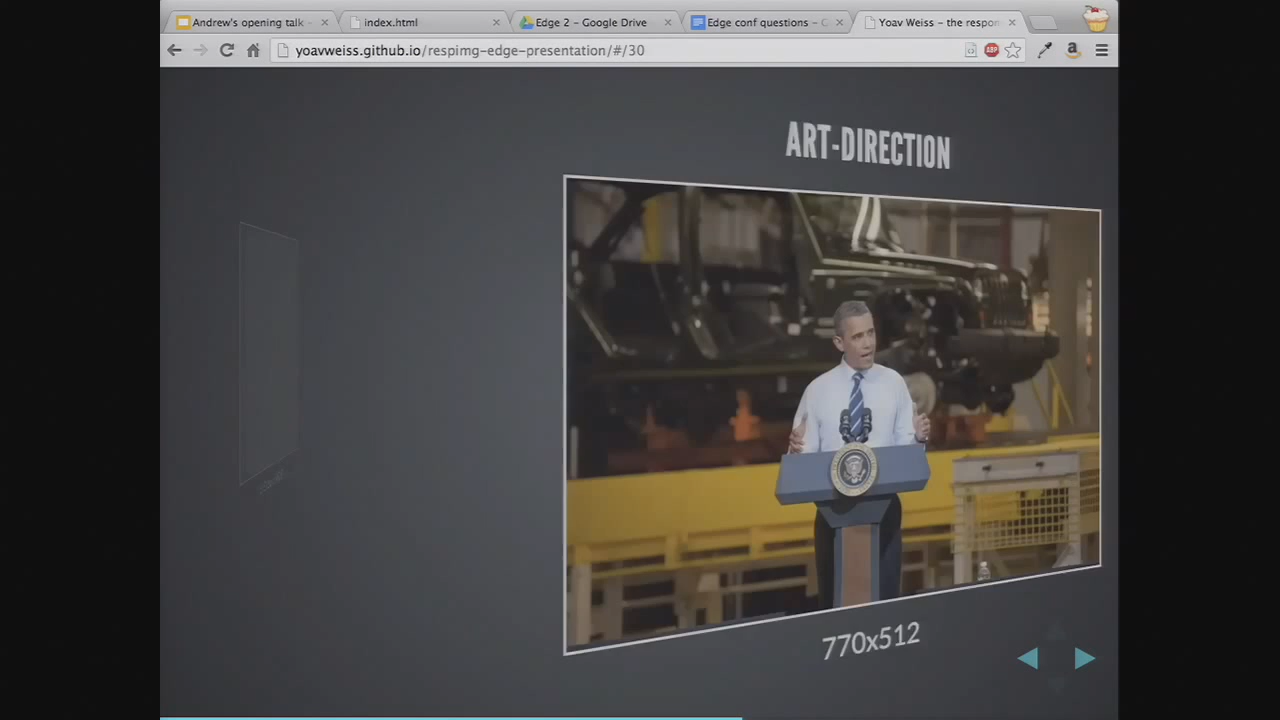 Andrew's opening talk -
index.html
Edge 2 – Google Drive
Edge conf questions – G
Yoav Weiss – the respon
yoavweiss.github.io/respimg-edge-presentation/#/30
ABP
a
ART-DIRECTION
770x512